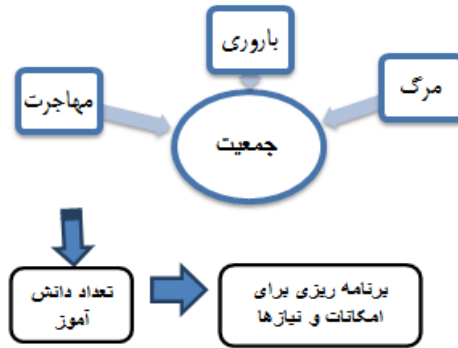 باروری
مرگ
مهاجرت
جمعیت
تعداد دانش
آموز
برنامه ریزی برای
امکانات و نیازها